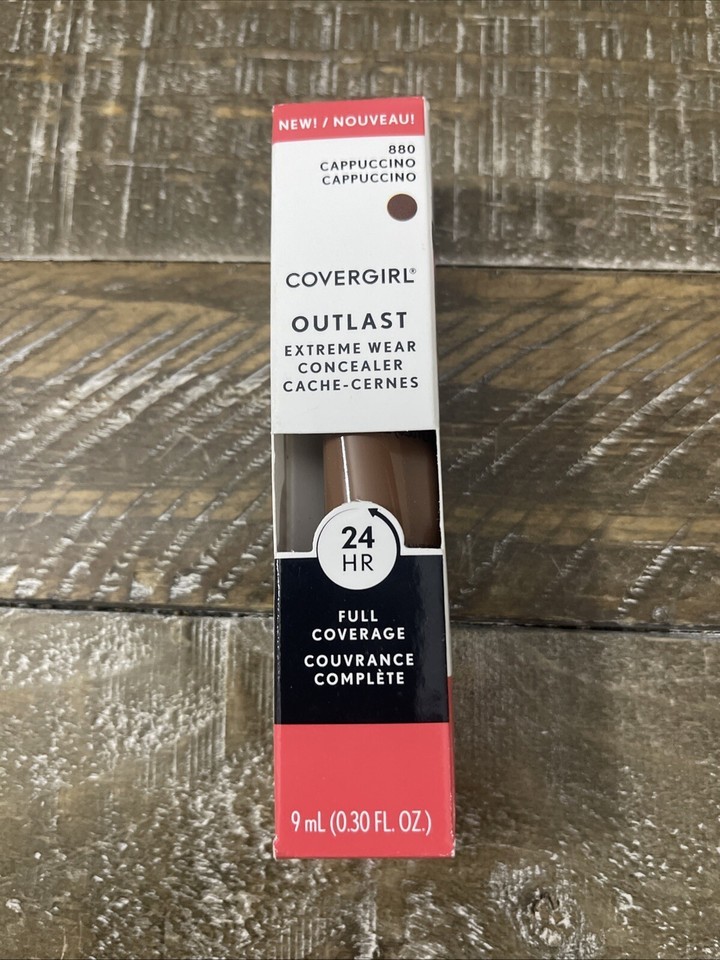 NEW! / NOUVEAU!
880
CAPPUCCINO
CAPPUCCINO
COVERGIRL®
OUTLAST
EXTREME WEAR
CONCEALER
CACHE-CERNES
24
HR
FULL
COVERAGE
COUVRANCE
COMPLÈTE
9 mL (0.30 FL. OZ.)